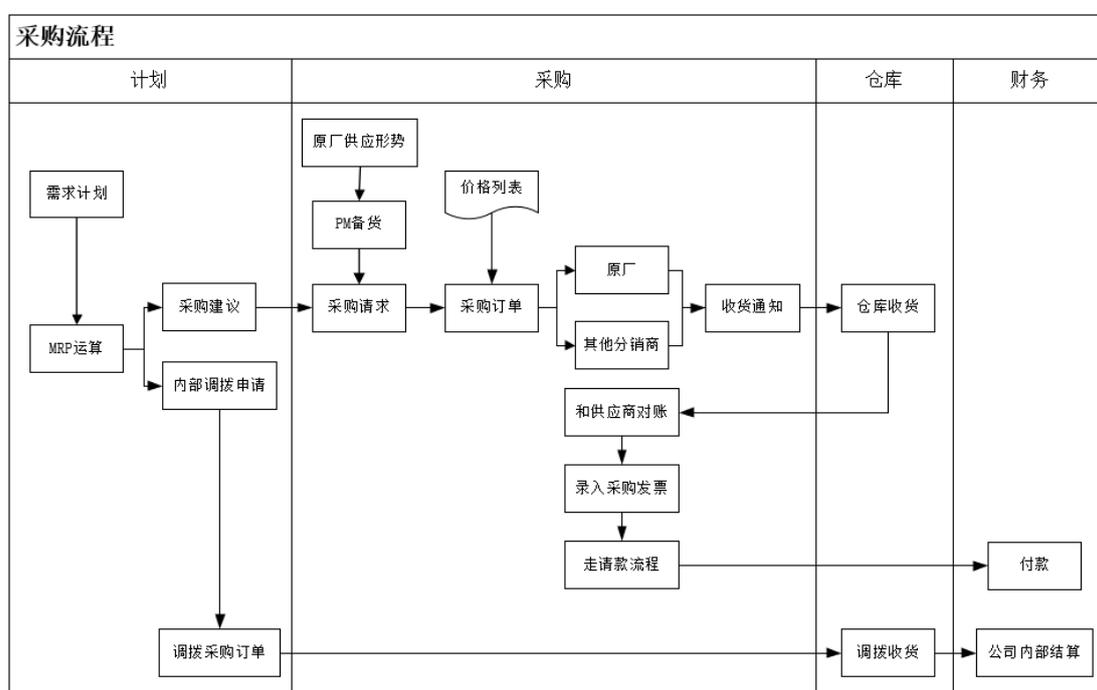 采购流程
计划
采购
仓库
财务
原厂供应形势
需求计划
价格列表
PM备货
原厂
采购建议
采购请求
采购订单
收货通知
仓库收货
MRP运算
其他分销商
内部调拨申请
和供应商对账
录入采购发票
走请款流程
付款
调拨采购订单
调拨收货
公司内部结算